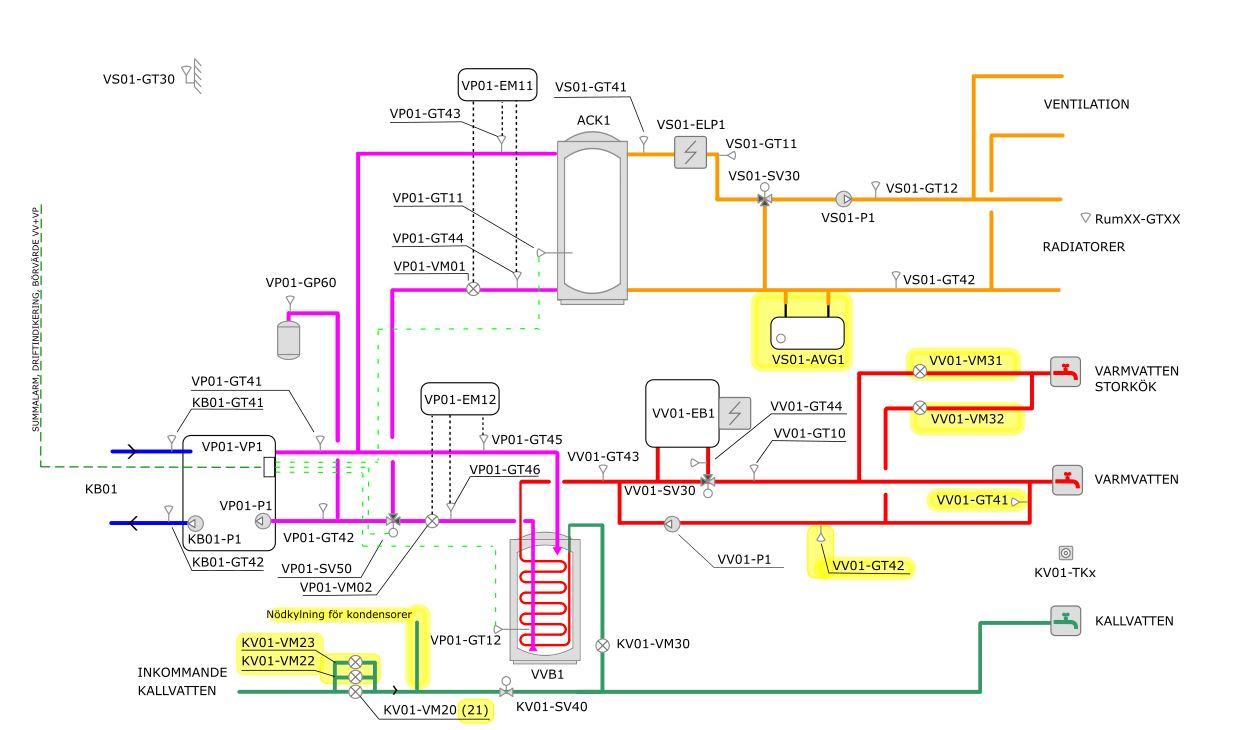 VS01-GT30
VP01-EM11
VS01-GT41
VP01-GT43
ACK1
VS01-ELP1
VENTILATION
VS01-GT11
VS01-SV30
VP01-GT11
VS01-GT12
VS01-P1
RumXX-GTXX
VP01-GT44
RADIATORER
VP01-VM01
VS01-GT42
VP01-GP60
SUMMALARM, DRIFTINDIKERING, BÖRVÄRDE VV+VP
VS01-AVG1
VV01-VM31
VARMVATTEN
STORKÖK
VP01-GT41
KB01-GT41
VP01-EM12
VV01-EB1
VV01-GT44
VV01-VM32
VV01-GT10
VP01-VP1
VP01-GT45
VV01-GT43
VP01-GT46
KB01
VV01-SV30
VARMVATTEN
VV01-GT41
VP01-P1
KB01-P1
VP01-GT42
KB01-GT42
VP01-SV50
VP01-VM02
VV01-P1
VV01-GT42
KV01-TKx
Nödkylning för kondensorer
KALLVATTEN
VP01-GT12
KV01-VM23
KV01-VM22
KV01-VM30
INKOMMANDE
KALLVATTEN
VVB1
KV01-VM20 (21)
KV01-SV40